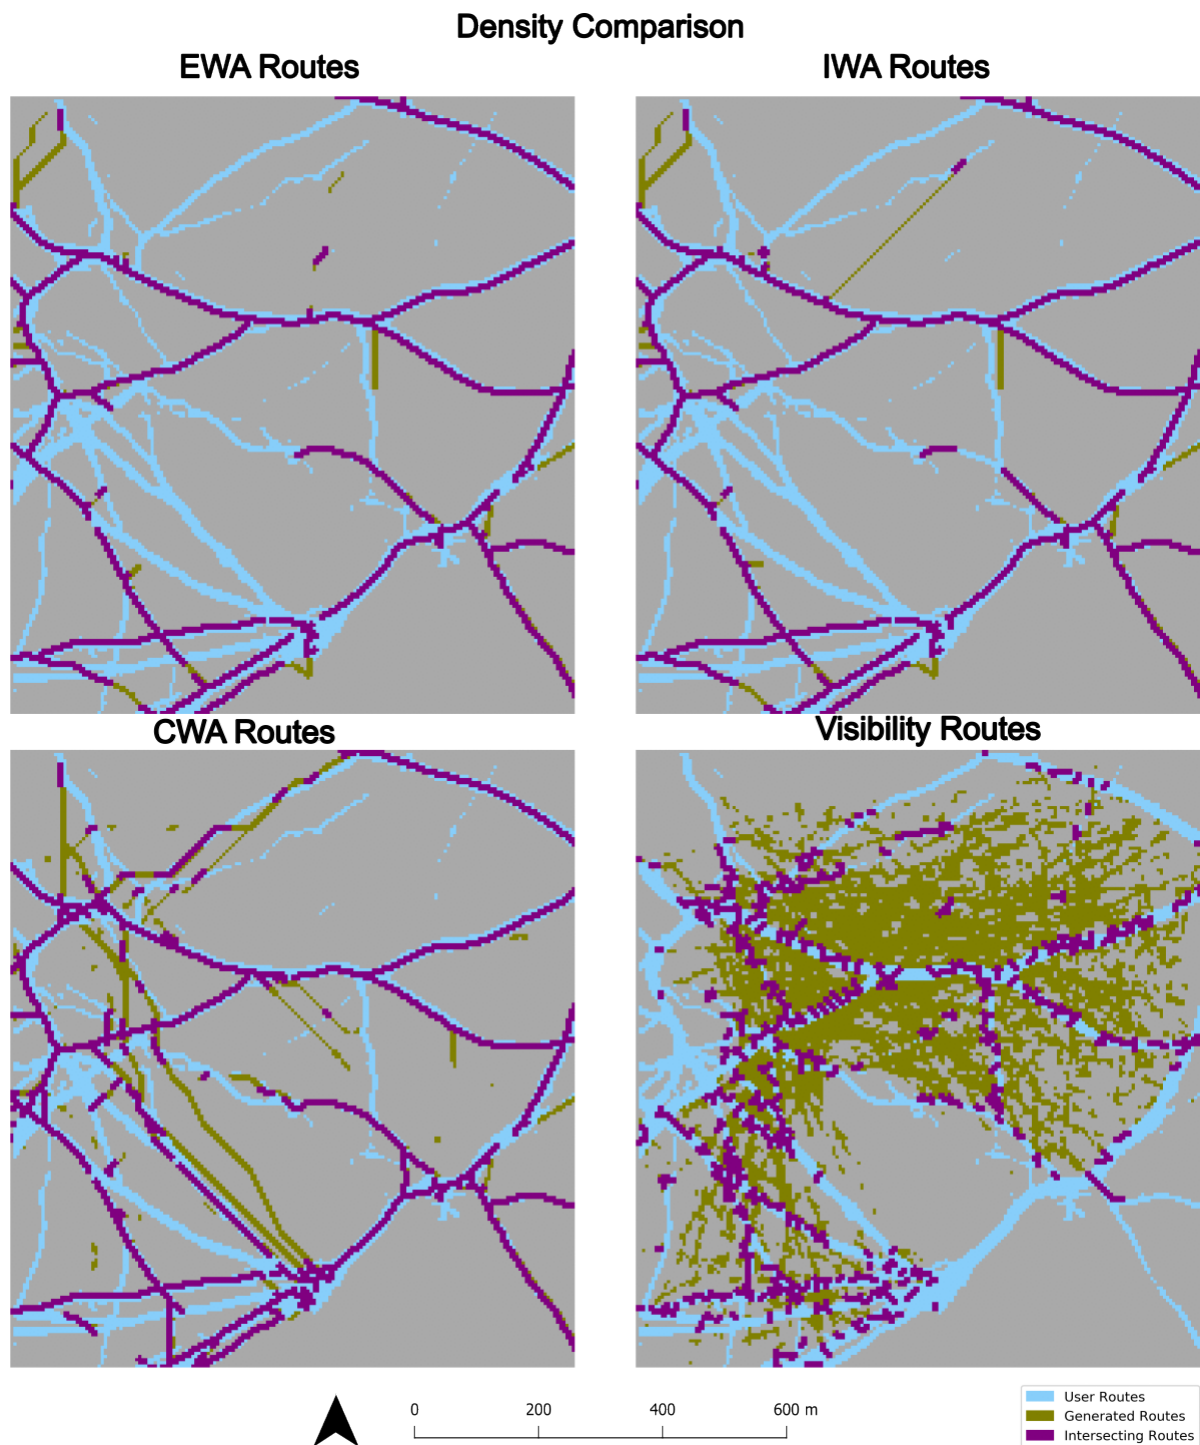 Density Comparison
EWA Routes
IWA Routes
CWA Routes
Visibility Routes
0 200 400 600 m
User Routes
Generated Routes
Intersecting Routes